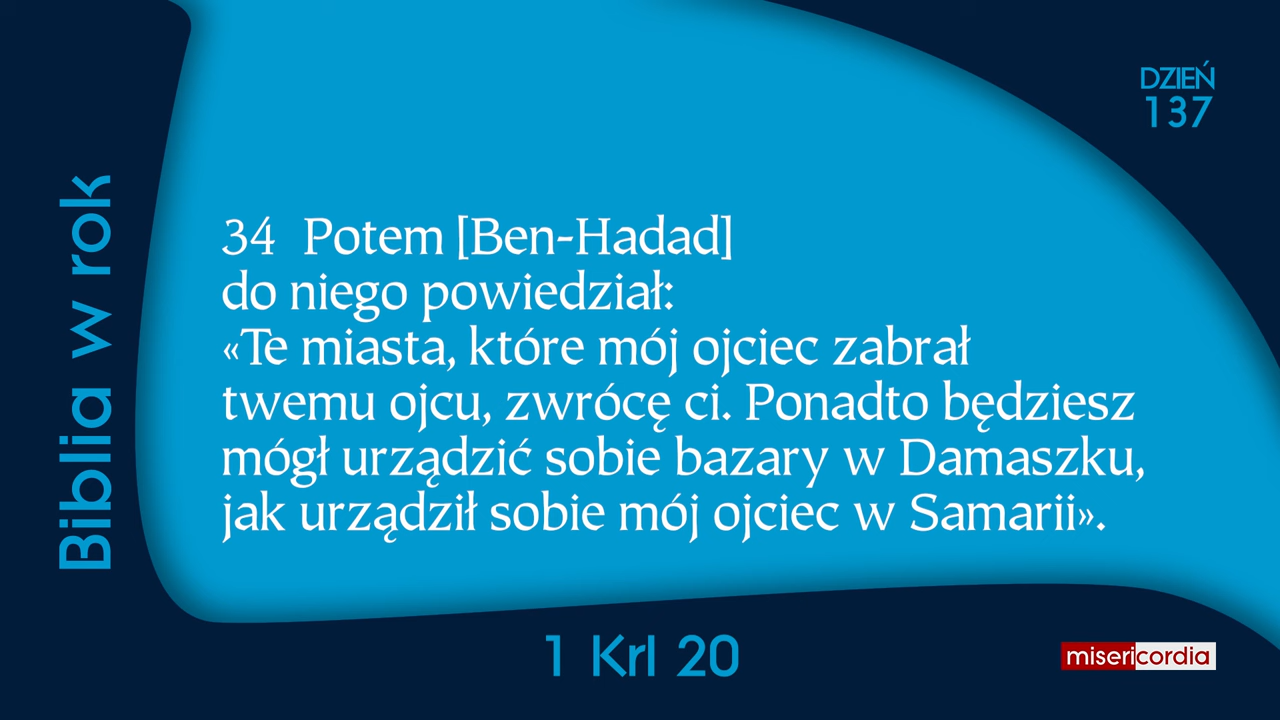 DZIEŃ
137
Biblia w rok
34 Potem [Ben-Hadad]
do niego powiedział:
«Te miasta, które mój ojciec zabrał
twemu ojcu, zwrócę ci. Ponadto będziesz
mógł urządzić sobie bazary w Damaszku,
jak urządził sobie mój ojciec w Samarii».
1 Krl 20
misericordia